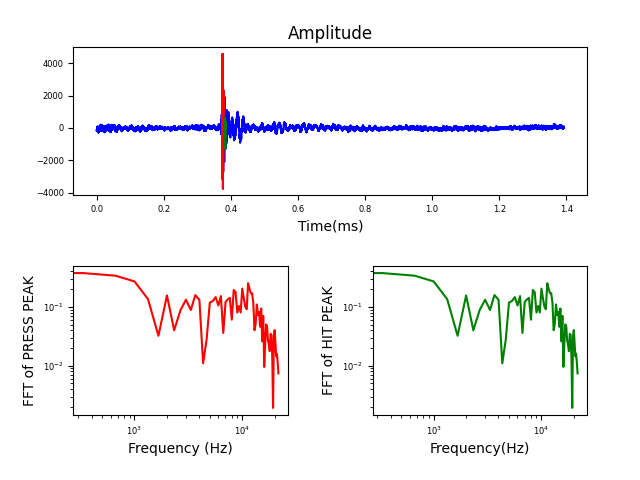 Amplitude
4000
2000
0
−2000
−4000
0.0 0.2 0.4 0.6 0.8 1.0 1.2 1.4
Time(ms)
FFT of PRESS PEAK
10⁻¹
10⁻²
10³ 10⁴
Frequency (Hz)
FFT of HIT PEAK
10⁻¹
10⁻²
10³ 10⁴
Frequency(Hz)